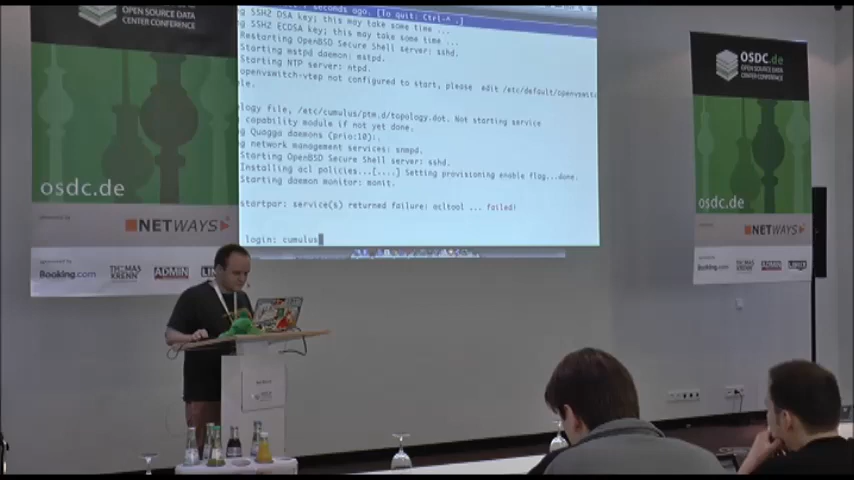 OPEN SOURCE DATA
CENTER CONFERENCE
osdc.de
NETWAYS
Booking.com
THOMAS
KRENN
ADMIN
seconds ago. [To quit: Ctrl-^ .]
SSH2 DSA key; this may take some time ...
SSH2 ECDSA key; this may take some time ...
Restarting OpenBSD Secure Shell server: sshd.
Starting mstpd daemon: mstpd.
Starting NTP server: ntpd.
openvswitch-vtep not configured to start, please edit /etc/default/openvswitc
le.
ology file, /etc/cumulus/ptm.d/topology.dot. Not starting service
capability module if not yet done.
g Quagga daemons (prio:10):.
g network management services: snmpd.
Starting OpenBSD Secure Shell server: sshd.
Installing acl policies...[....] Setting provisioning enable flag...done.
Starting daemon monitor: monit.
startpar: service(s) returned failure: acltool ... failed!
login: cumulus
OSDC.de
OPEN SOURCE DATA
CENTER CONFERENCE
osdc.de
NETWAYS
Booking.com
THOMAS
KRENN
ADMIN
LINUX